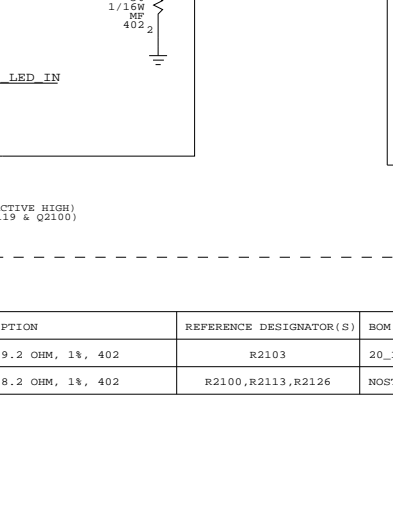 1/16W
MF
402
2
_LED_IN
CTIVE HIGH)
19 & Q2100)
PTION REFERENCE DESIGNATOR(S) BOM
9.2 OHM, 1%, 402 R2103 20_
8.2 OHM, 1%, 402 R2100,R2113,R2126 NOS